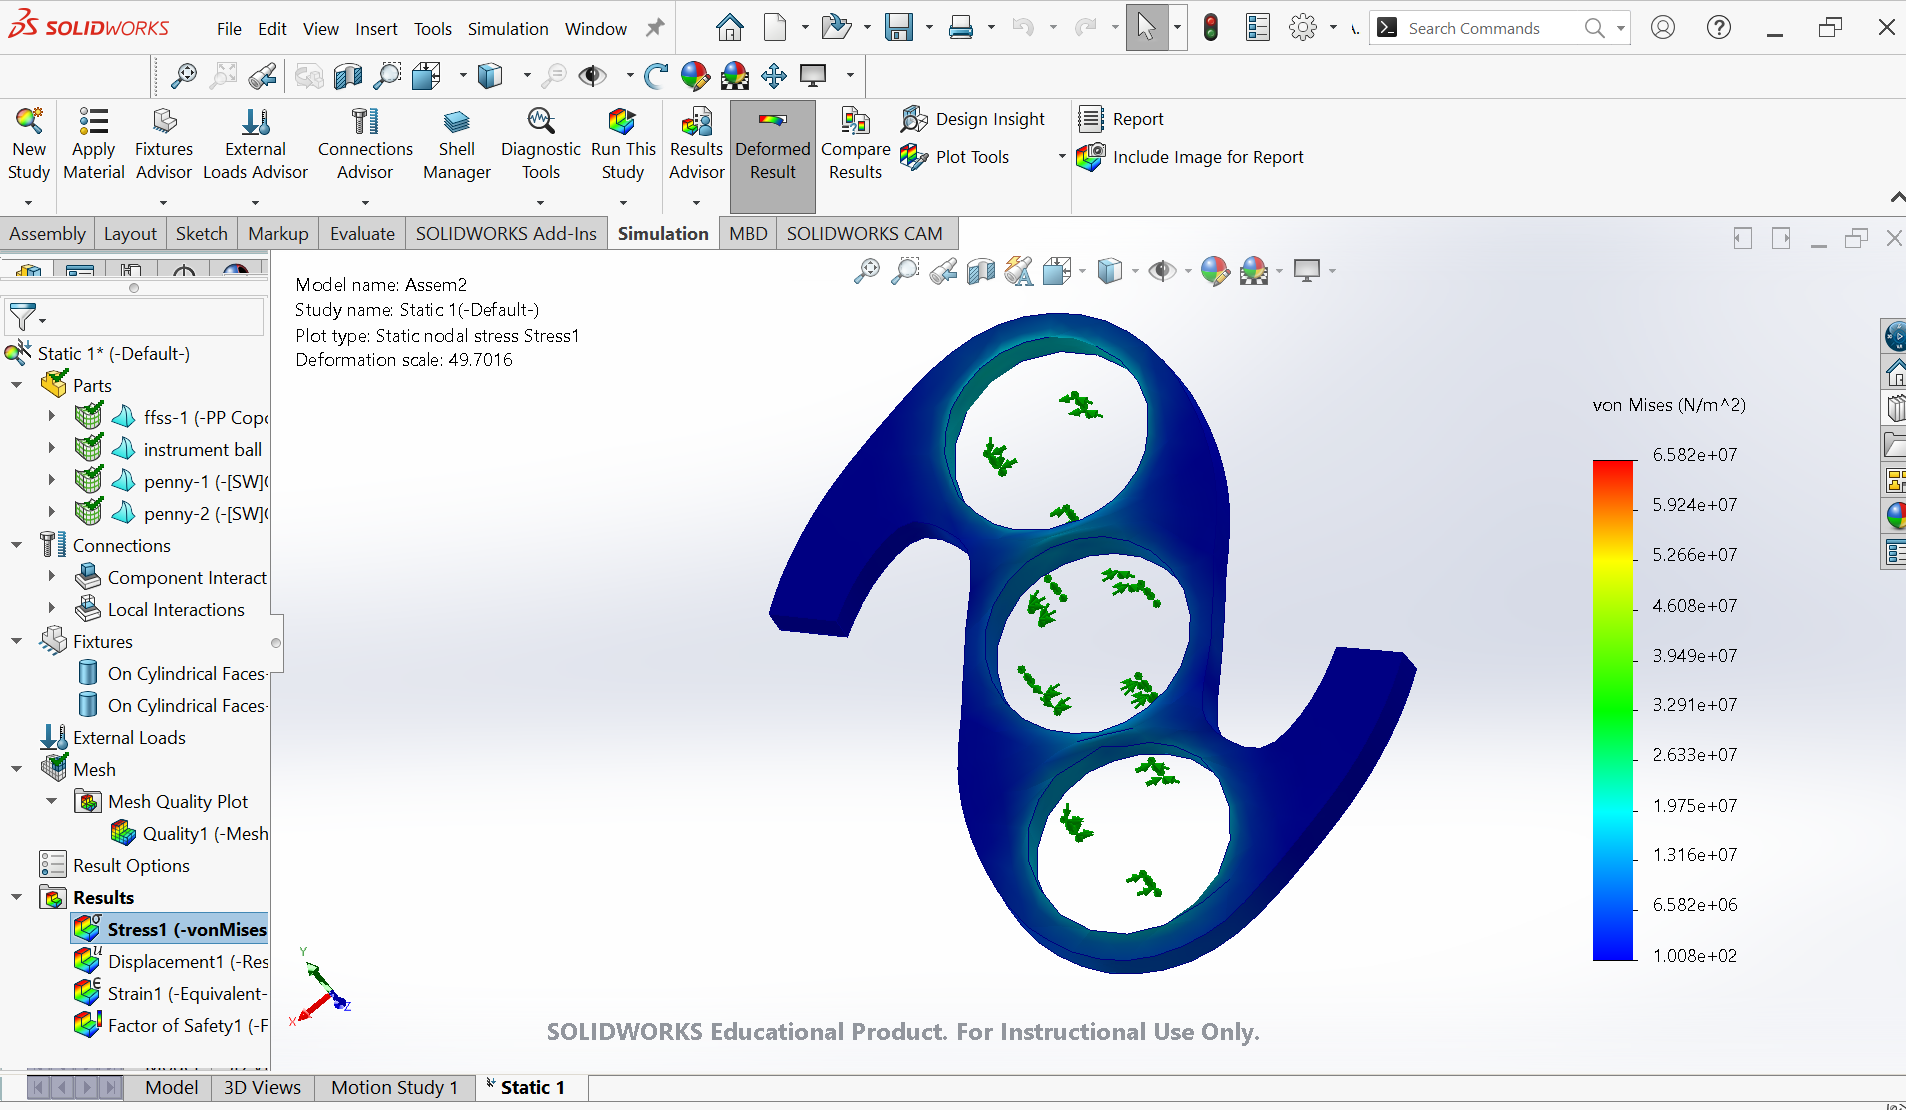 SOLIDWORKS
File Edit View Insert Tools Simulation Window
Search Commands
New Study
Apply Material
Fixtures Advisor
External Loads Advisor
Connections Advisor
Shell Manager
Diagnostic Tools
Run This Study
Results Advisor
Deformed Result
Compare Results
Design Insight
Plot Tools
Report
Include Image for Report
Assembly Layout Sketch Markup Evaluate SOLIDWORKS Add-Ins Simulation MBD SOLIDWORKS CAM
Static 1* (-Default-)
Parts
ffss-1 (-PP Copo
instrument ball
penny-1 (-[SW]
penny-2 (-[SW]
Connections
Component Interact
Local Interactions
Fixtures
On Cylindrical Faces-
On Cylindrical Faces-
External Loads
Mesh
Mesh Quality Plot
Quality1 (-Mesh
Result Options
Results
Stress1 (-vonMises
Displacement1 (-Res
Strain1 (-Equivalent-
Factor of Safety1 (-F
Model name: Assem2
Study name: Static 1(-Default-)
Plot type: Static nodal stress Stress1
Deformation scale: 49.7016
von Mises (N/m^2)
6.582e+07
5.924e+07
5.266e+07
4.608e+07
3.949e+07
3.291e+07
2.633e+07
1.975e+07
1.316e+07
6.582e+06
1.008e+02
Y
X
Z
SOLIDWORKS Educational Product. For Instructional Use Only.
Model 3D Views Motion Study 1 Static 1